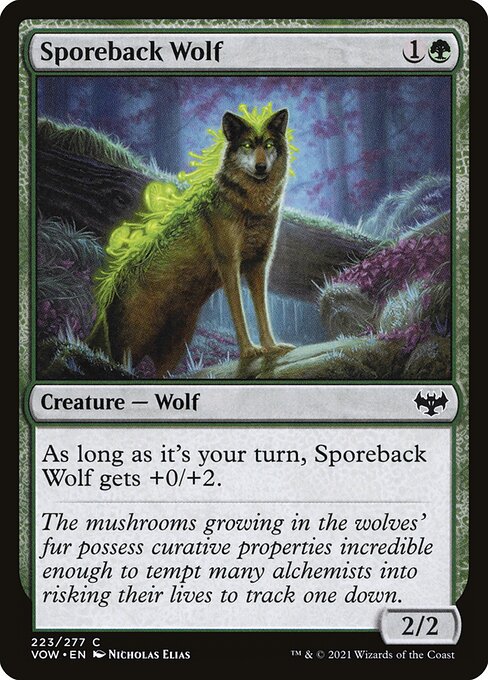 Sporeback Wolf 1
Creature — Wolf
As long as it's your turn, Sporeback
Wolf gets +0/+2.
The mushrooms growing in the wolves'
fur possess curative properties incredible
enough to tempt many alchemists into
risking their lives to track one down.
2/2
223/277 C
VOW • EN Nicholas Elias
™ & © 2021 Wizards of the Coast